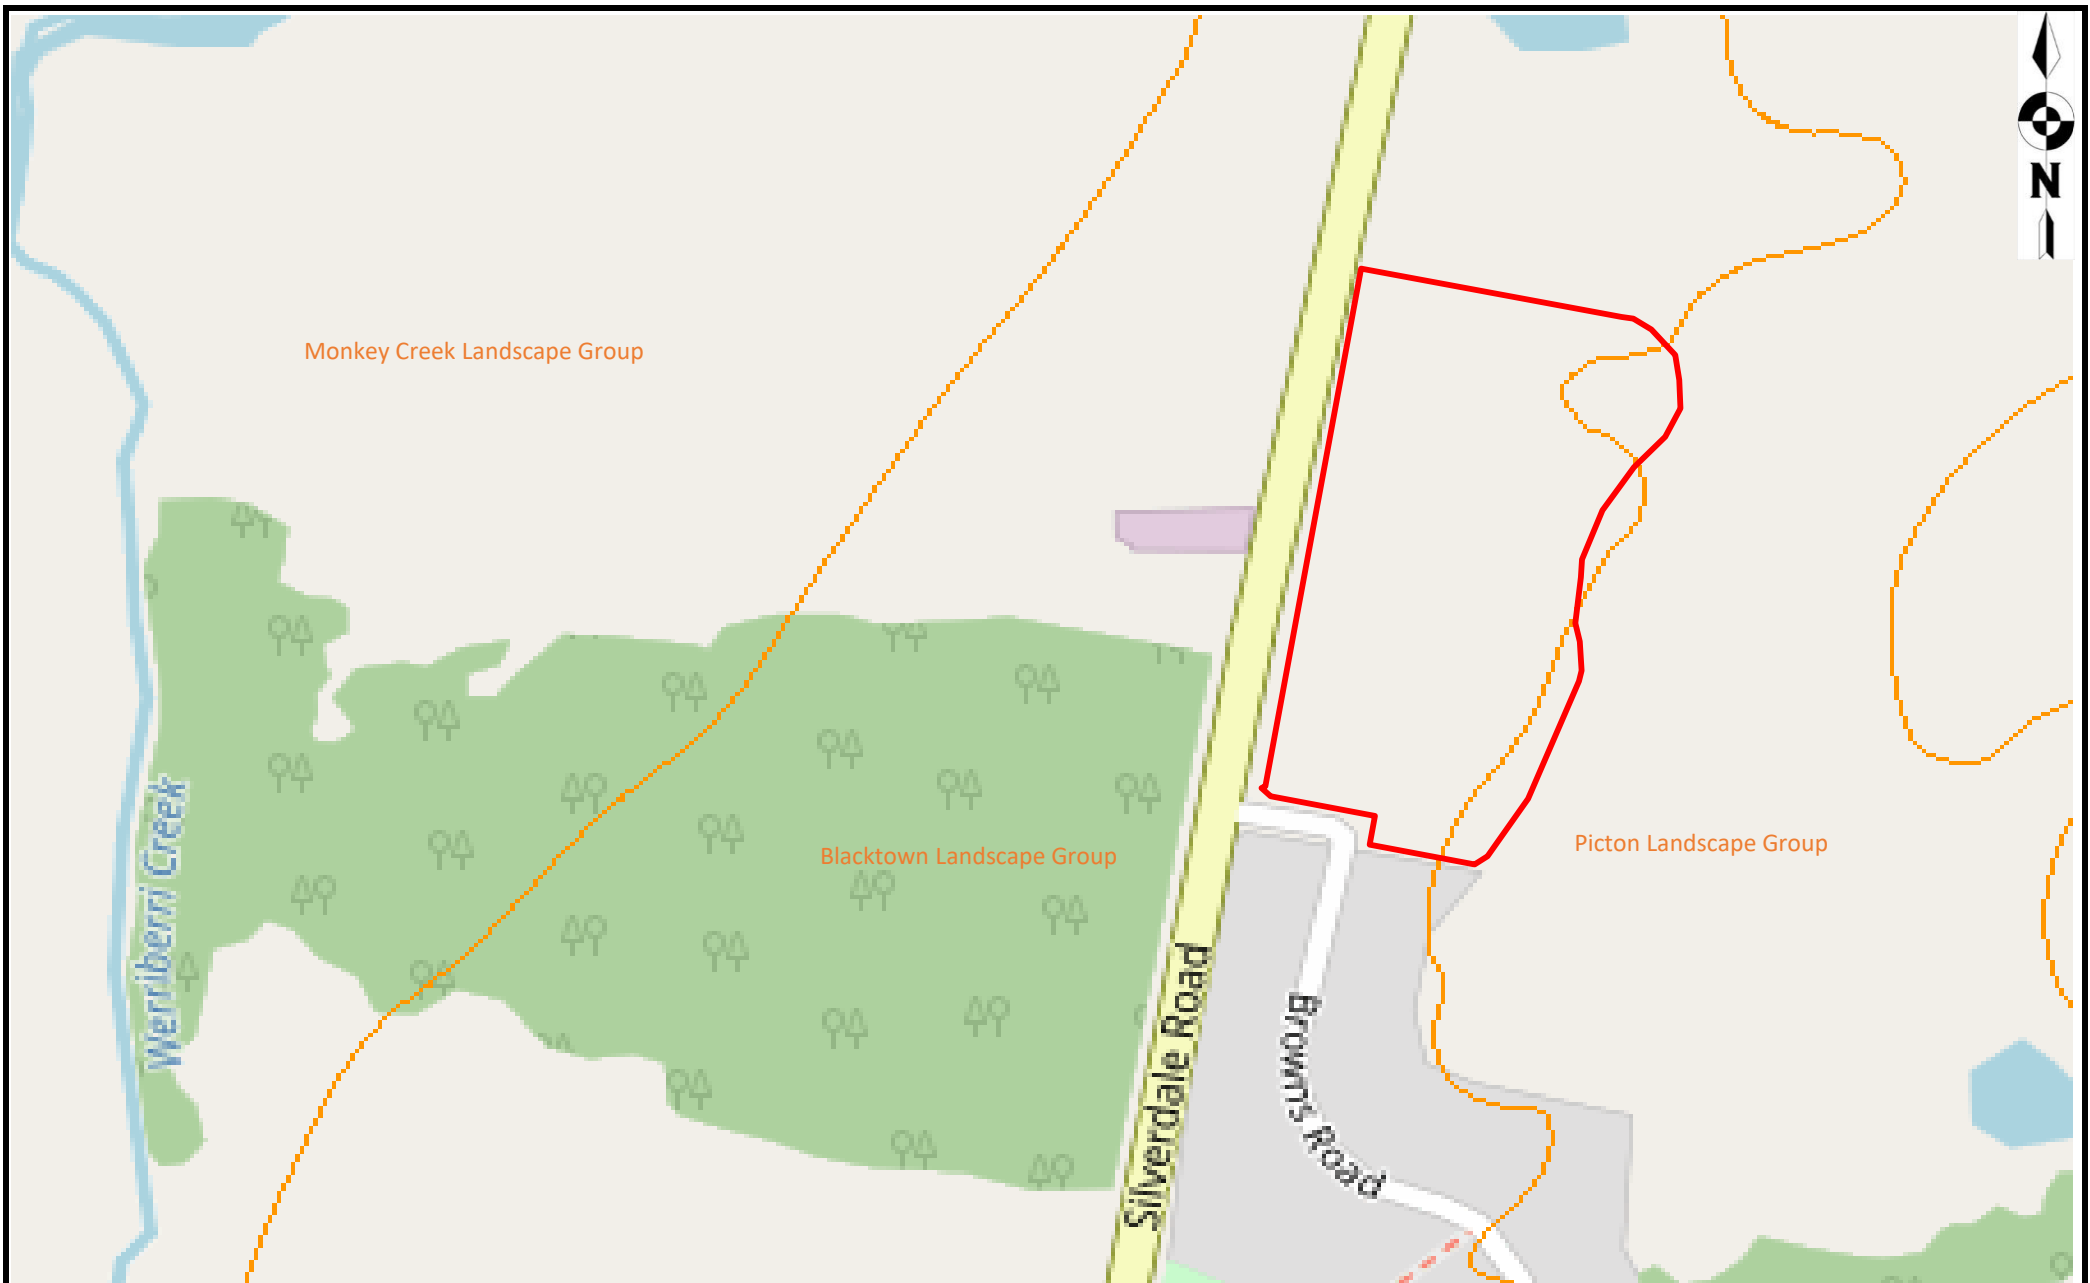 N
Monkey Creek Landscape Group
Blacktown Landscape Group
Picton Landscape Group
Werriberri Creek
Silverdale Road
Browns Road